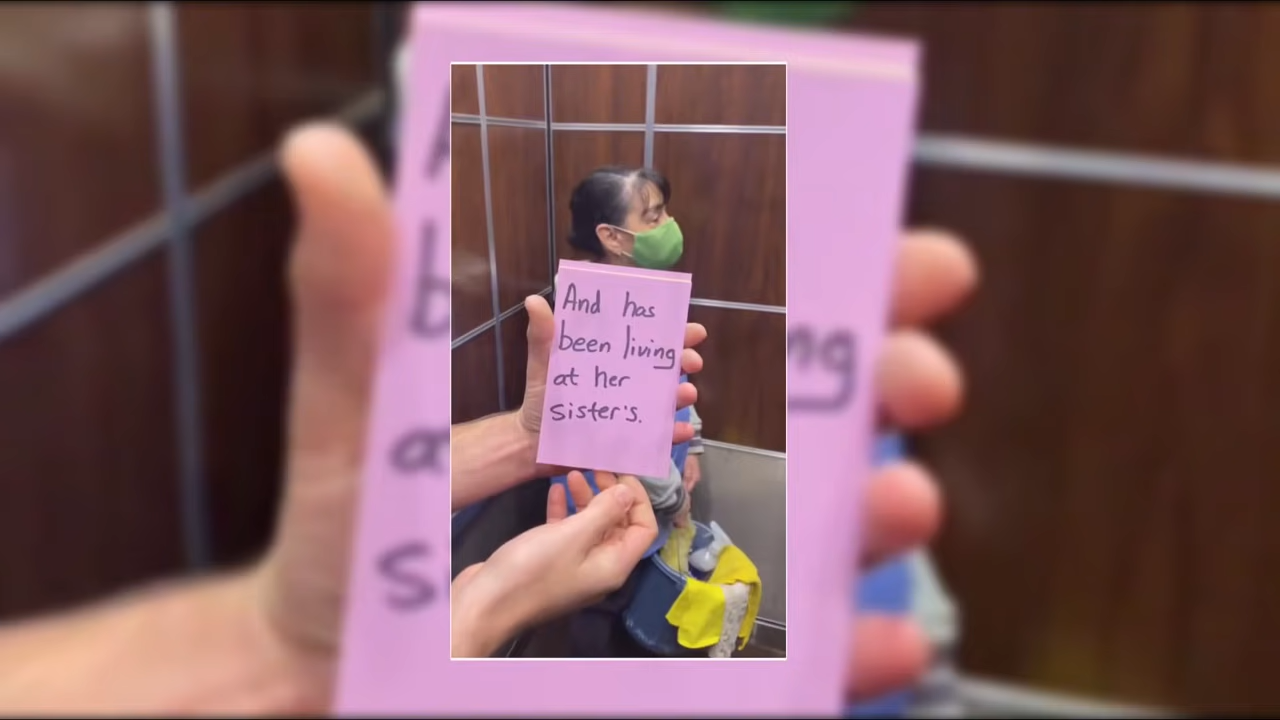 And has
been living
at her
sister's.